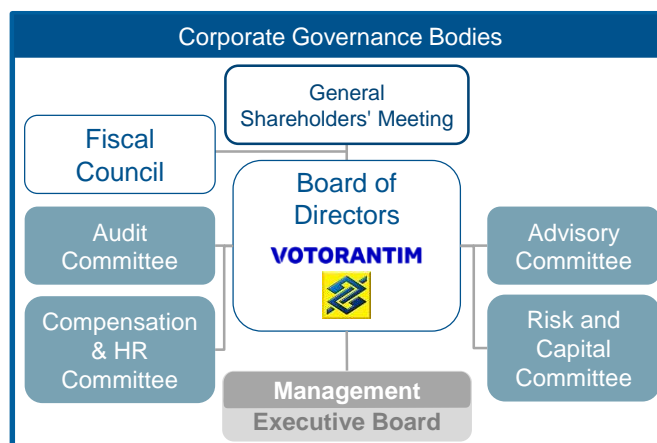 Corporate Governance Bodies
General
Shareholders' Meeting
Fiscal
Council
Board of
Directors
VOTORANTIM
Audit
Committee
Advisory
Committee
Compensation
& HR
Committee
Risk and
Capital
Committee
Management
Executive Board